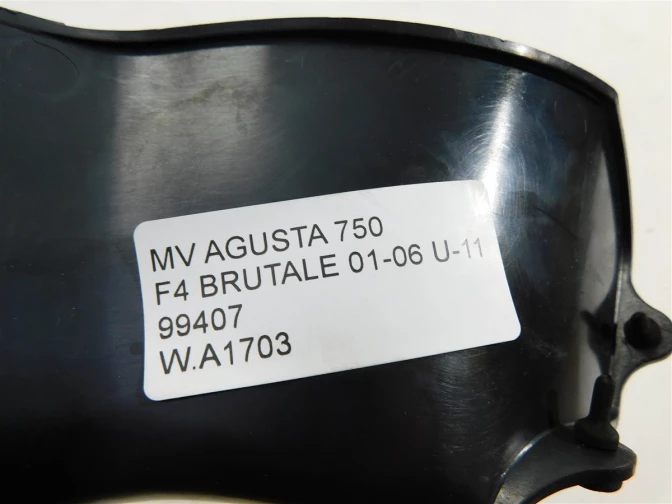 MV AGUSTA 750
F4 BRUTALE 01-06 U-11
99407
W.A1703